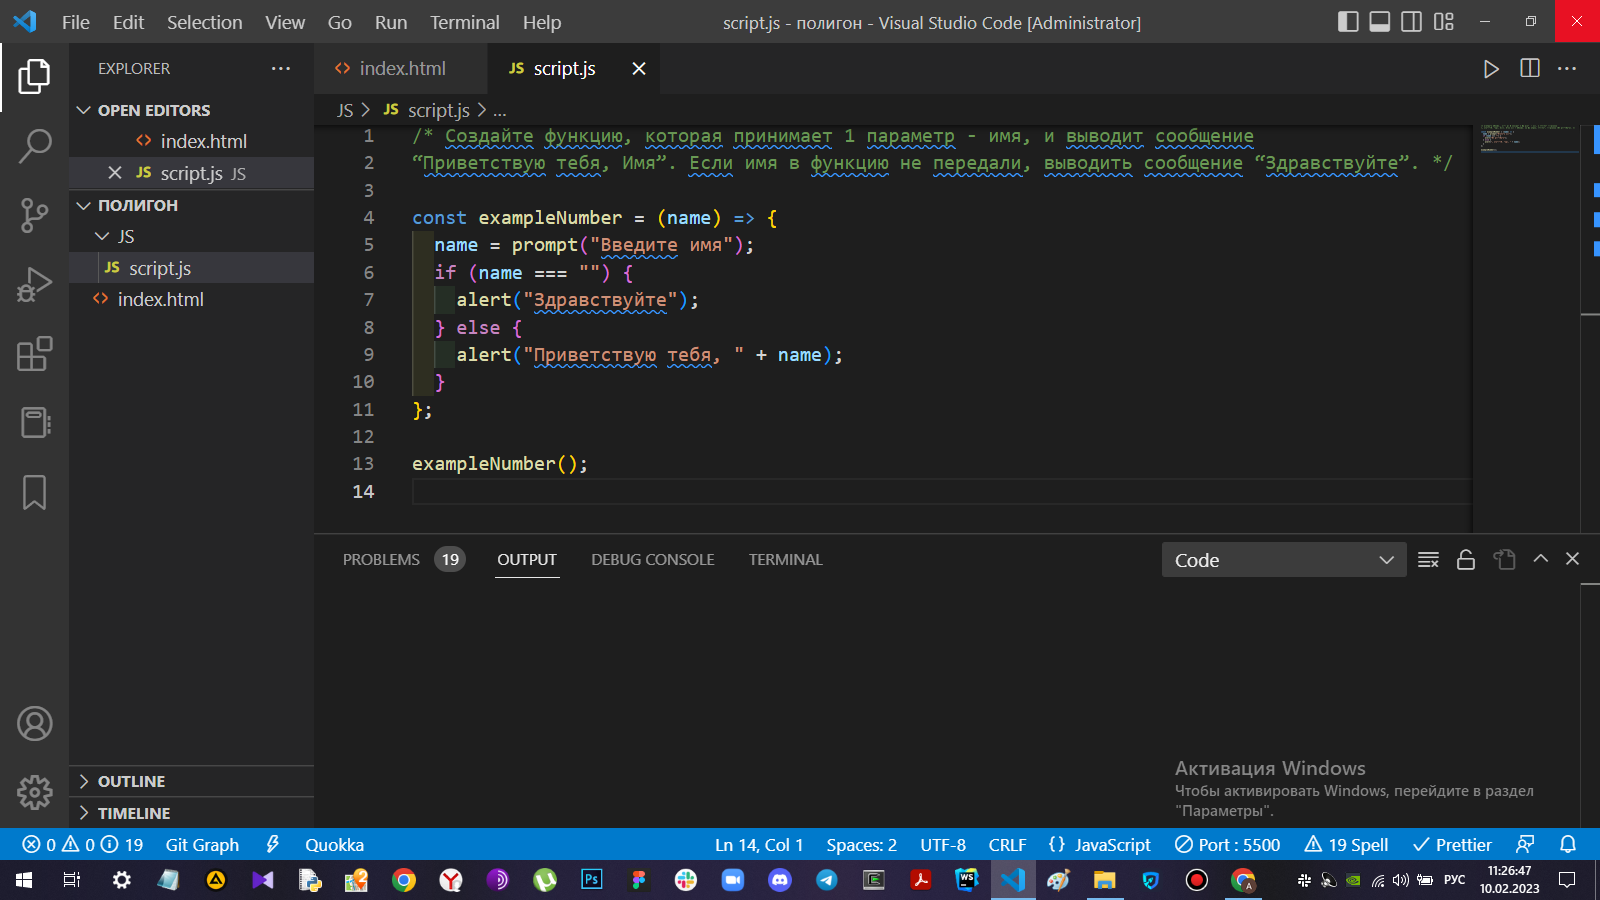 File Edit Selection View Go Run Terminal Help
script.js - полигон - Visual Studio Code [Administrator]
EXPLORER
OPEN EDITORS
index.html
script.js JS
ПОЛИГОН
JS
script.js
index.html
OUTLINE
TIMELINE
index.html
JS script.js
JS > JS script.js > ...
1 /* Создайте функцию, которая принимает 1 параметр - имя, и выводит сообщение
2 “Приветствую тебя, Имя”. Если имя в функцию не передали, выводить сообщение “Здравствуйте”. */
3
4 const exampleNumber = (name) => {
5 name = prompt("Введите имя");
6 if (name === "") {
7 alert("Здравствуйте");
8 } else {
9 alert("Приветствую тебя, " + name);
10 }
11 };
12
13 exampleNumber();
14
PROBLEMS 19 OUTPUT DEBUG CONSOLE TERMINAL
Code
Активация Windows
Чтобы активировать Windows, перейдите в раздел
"Параметры".
0 0 19 Git Graph Quokka
Ln 14, Col 1 Spaces: 2 UTF-8 CRLF {} JavaScript Port : 5500 19 Spell Prettier
РУС
11:26:47
10.02.2023